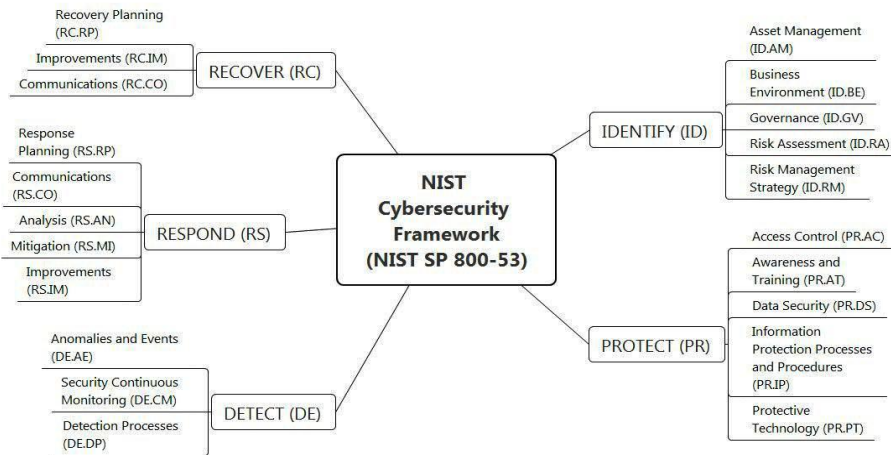 Recovery Planning
(RC.RP)
Improvements (RC.IM)
Communications (RC.CO)
RECOVER (RC)
Response
Planning (RS.RP)
Communications
(RS.CO)
Analysis (RS.AN)
Mitigation (RS.MI)
Improvements
(RS.IM)
RESPOND (RS)
Anomalies and Events
(DE.AE)
Security Continuous
Monitoring (DE.CM)
Detection Processes
(DE.DP)
DETECT (DE)
NIST
Cybersecurity
Framework
(NIST SP 800-53)
IDENTIFY (ID)
Asset Management
(ID.AM)
Business
Environment (ID.BE)
Governance (ID.GV)
Risk Assessment (ID.RA)
Risk Management
Strategy (ID.RM)
PROTECT (PR)
Access Control (PR.AC)
Awareness and
Training (PR.AT)
Data Security (PR.DS)
Information
Protection Processes
and Procedures
(PR.IP)
Protective
Technology (PR.PT)